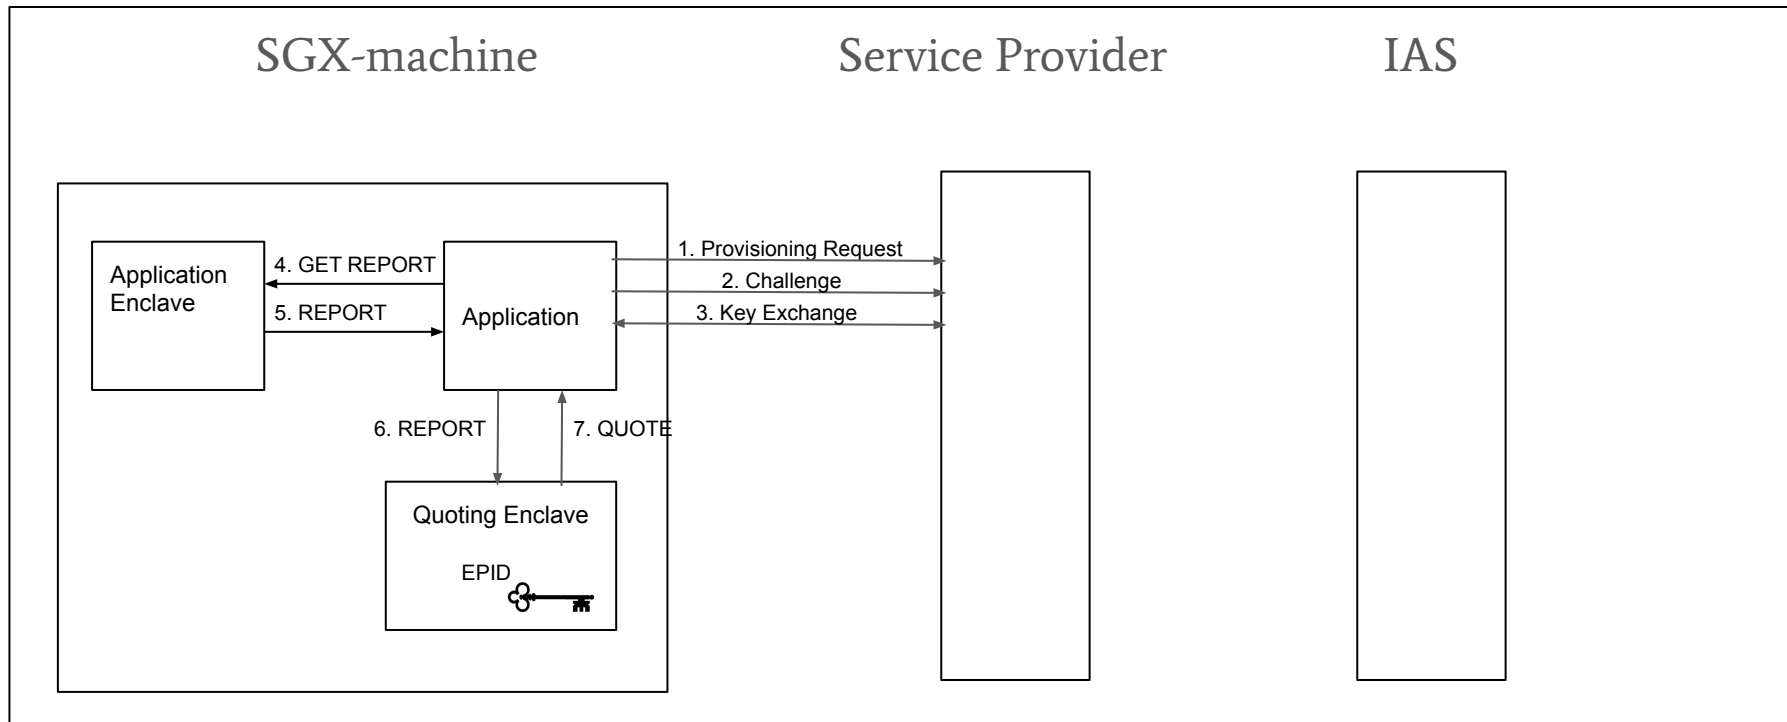 SGX-machine
Service Provider
IAS
Application
Enclave
4. GET REPORT
5. REPORT
Application
1. Provisioning Request
2. Challenge
3. Key Exchange
6. REPORT
7. QUOTE
Quoting Enclave
EPID